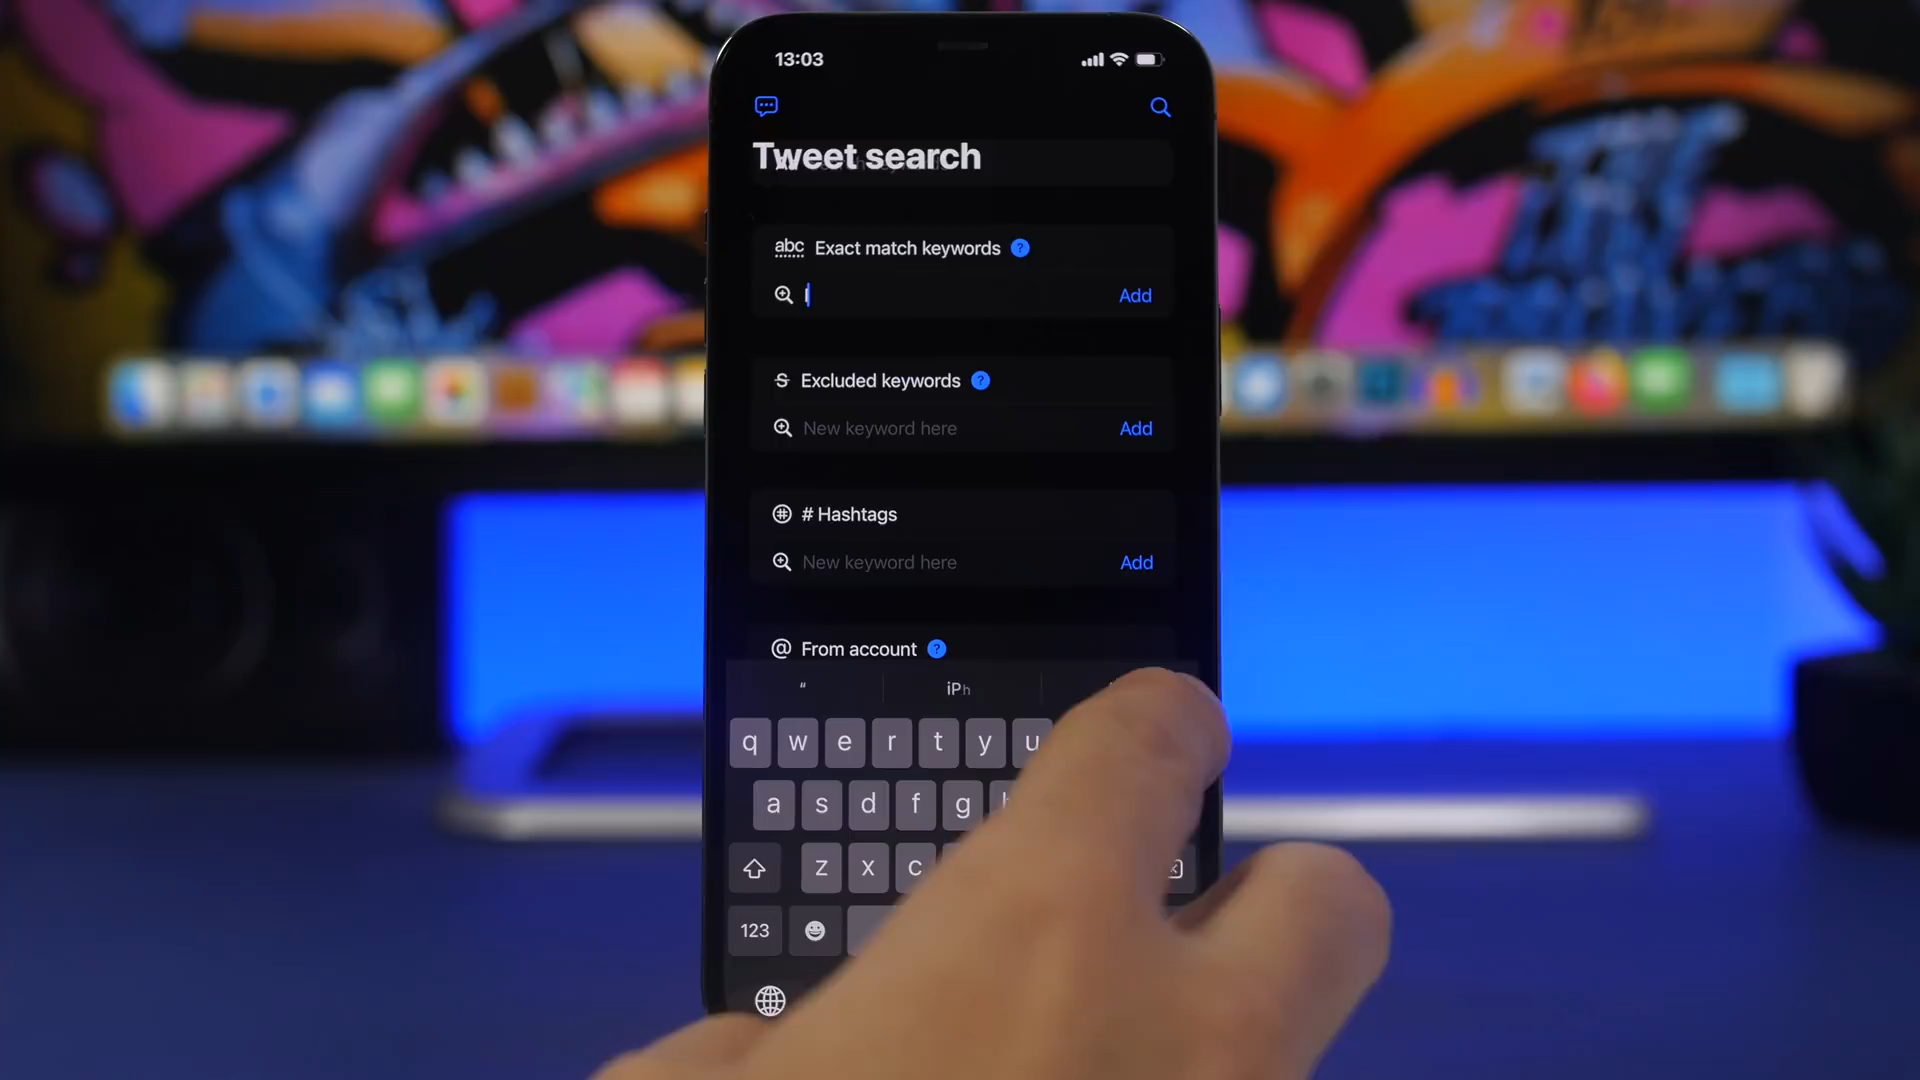 13:03
Tweet search
abc Exact match keywords ?
Add
S Excluded keywords ?
New keyword here Add
# Hashtags
New keyword here Add
@ From account ?
“ iPh
q w e r t y u
a s d f g
z x c
123